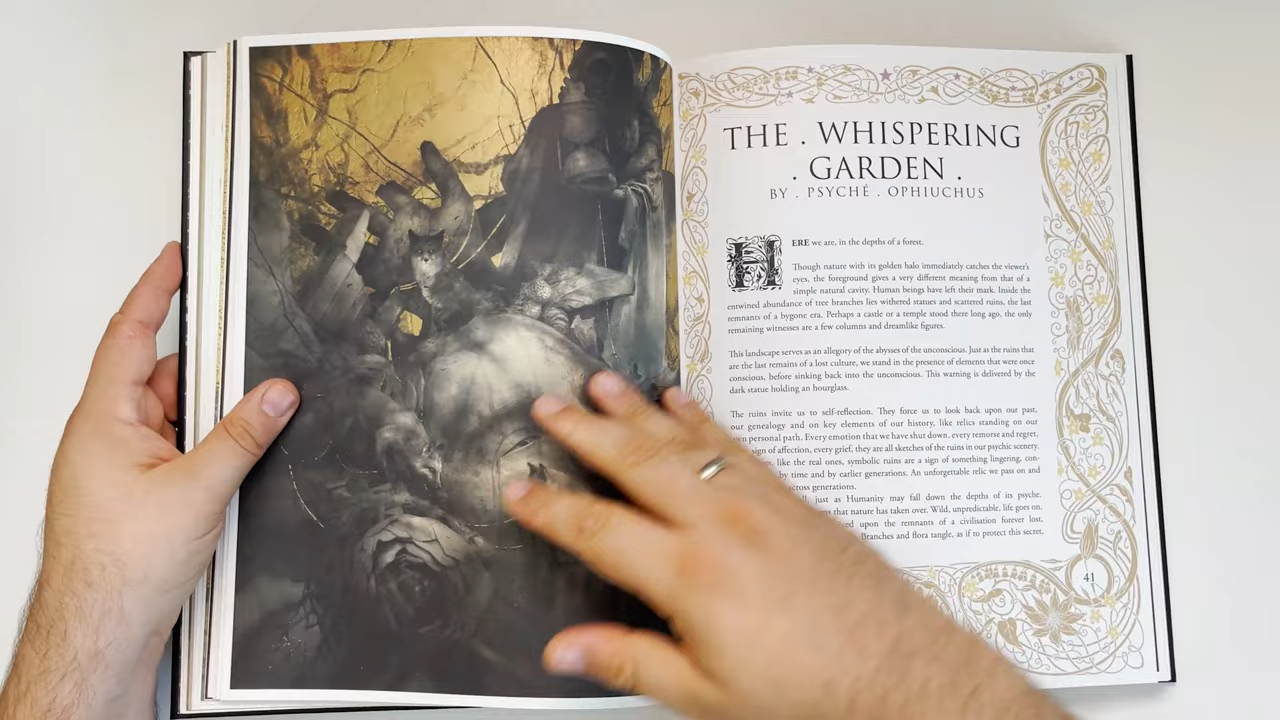 THE . WHISPERING
. GARDEN .
BY . PSYCHÉ . OPHIUCHUS
HERE we are, in the depths of a forest.
Though nature with its golden halo immediately catches the viewer's
eyes, the foreground gives a very different meaning from that of a
simple natural cavity. Human beings have left their mark. Inside the
entwined abundance of tree branches lies withered statues and scattered ruins, the last
remnants of a bygone era. Perhaps a castle or a temple stood there long ago, the only
remaining witnesses are a few columns and dreamlike figures.
This landscape serves as an allegory of the abysses of the unconscious. Just as the ruins that
are the last remains of a lost culture, we stand in the presence of elements that were once
conscious, before sinking back into the unconscious. This warning is delivered by the
dark statue holding an hourglass.
The ruins invite us to self-reflection. They force us to look back upon our past,
our genealogy and on key elements of our history, like relics standing on our
own personal path. Every emotion that we have shut down, every remorse and regret,
sign of affection, every grief, they are all sketches of the ruins in our psychic scenery.
like the real ones, symbolic ruins are a sign of something lingering, con-
by time and by earlier generations. An unforgettable relic we pass on and
across generations.
just as Humanity may fall down the depths of its psyche.
that nature has taken over. Wild, unpredictable, life goes on.
upon the remnants of a civilisation forever lost,
Branches and flora tangle, as if to protect this secret,
41